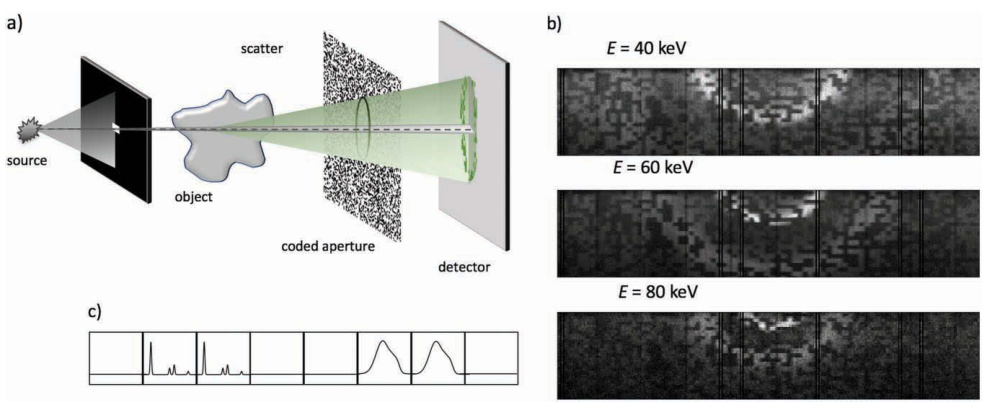 a)
scatter
source
object
coded aperture
detector
b)
E = 40 keV
E = 60 keV
E = 80 keV
c)